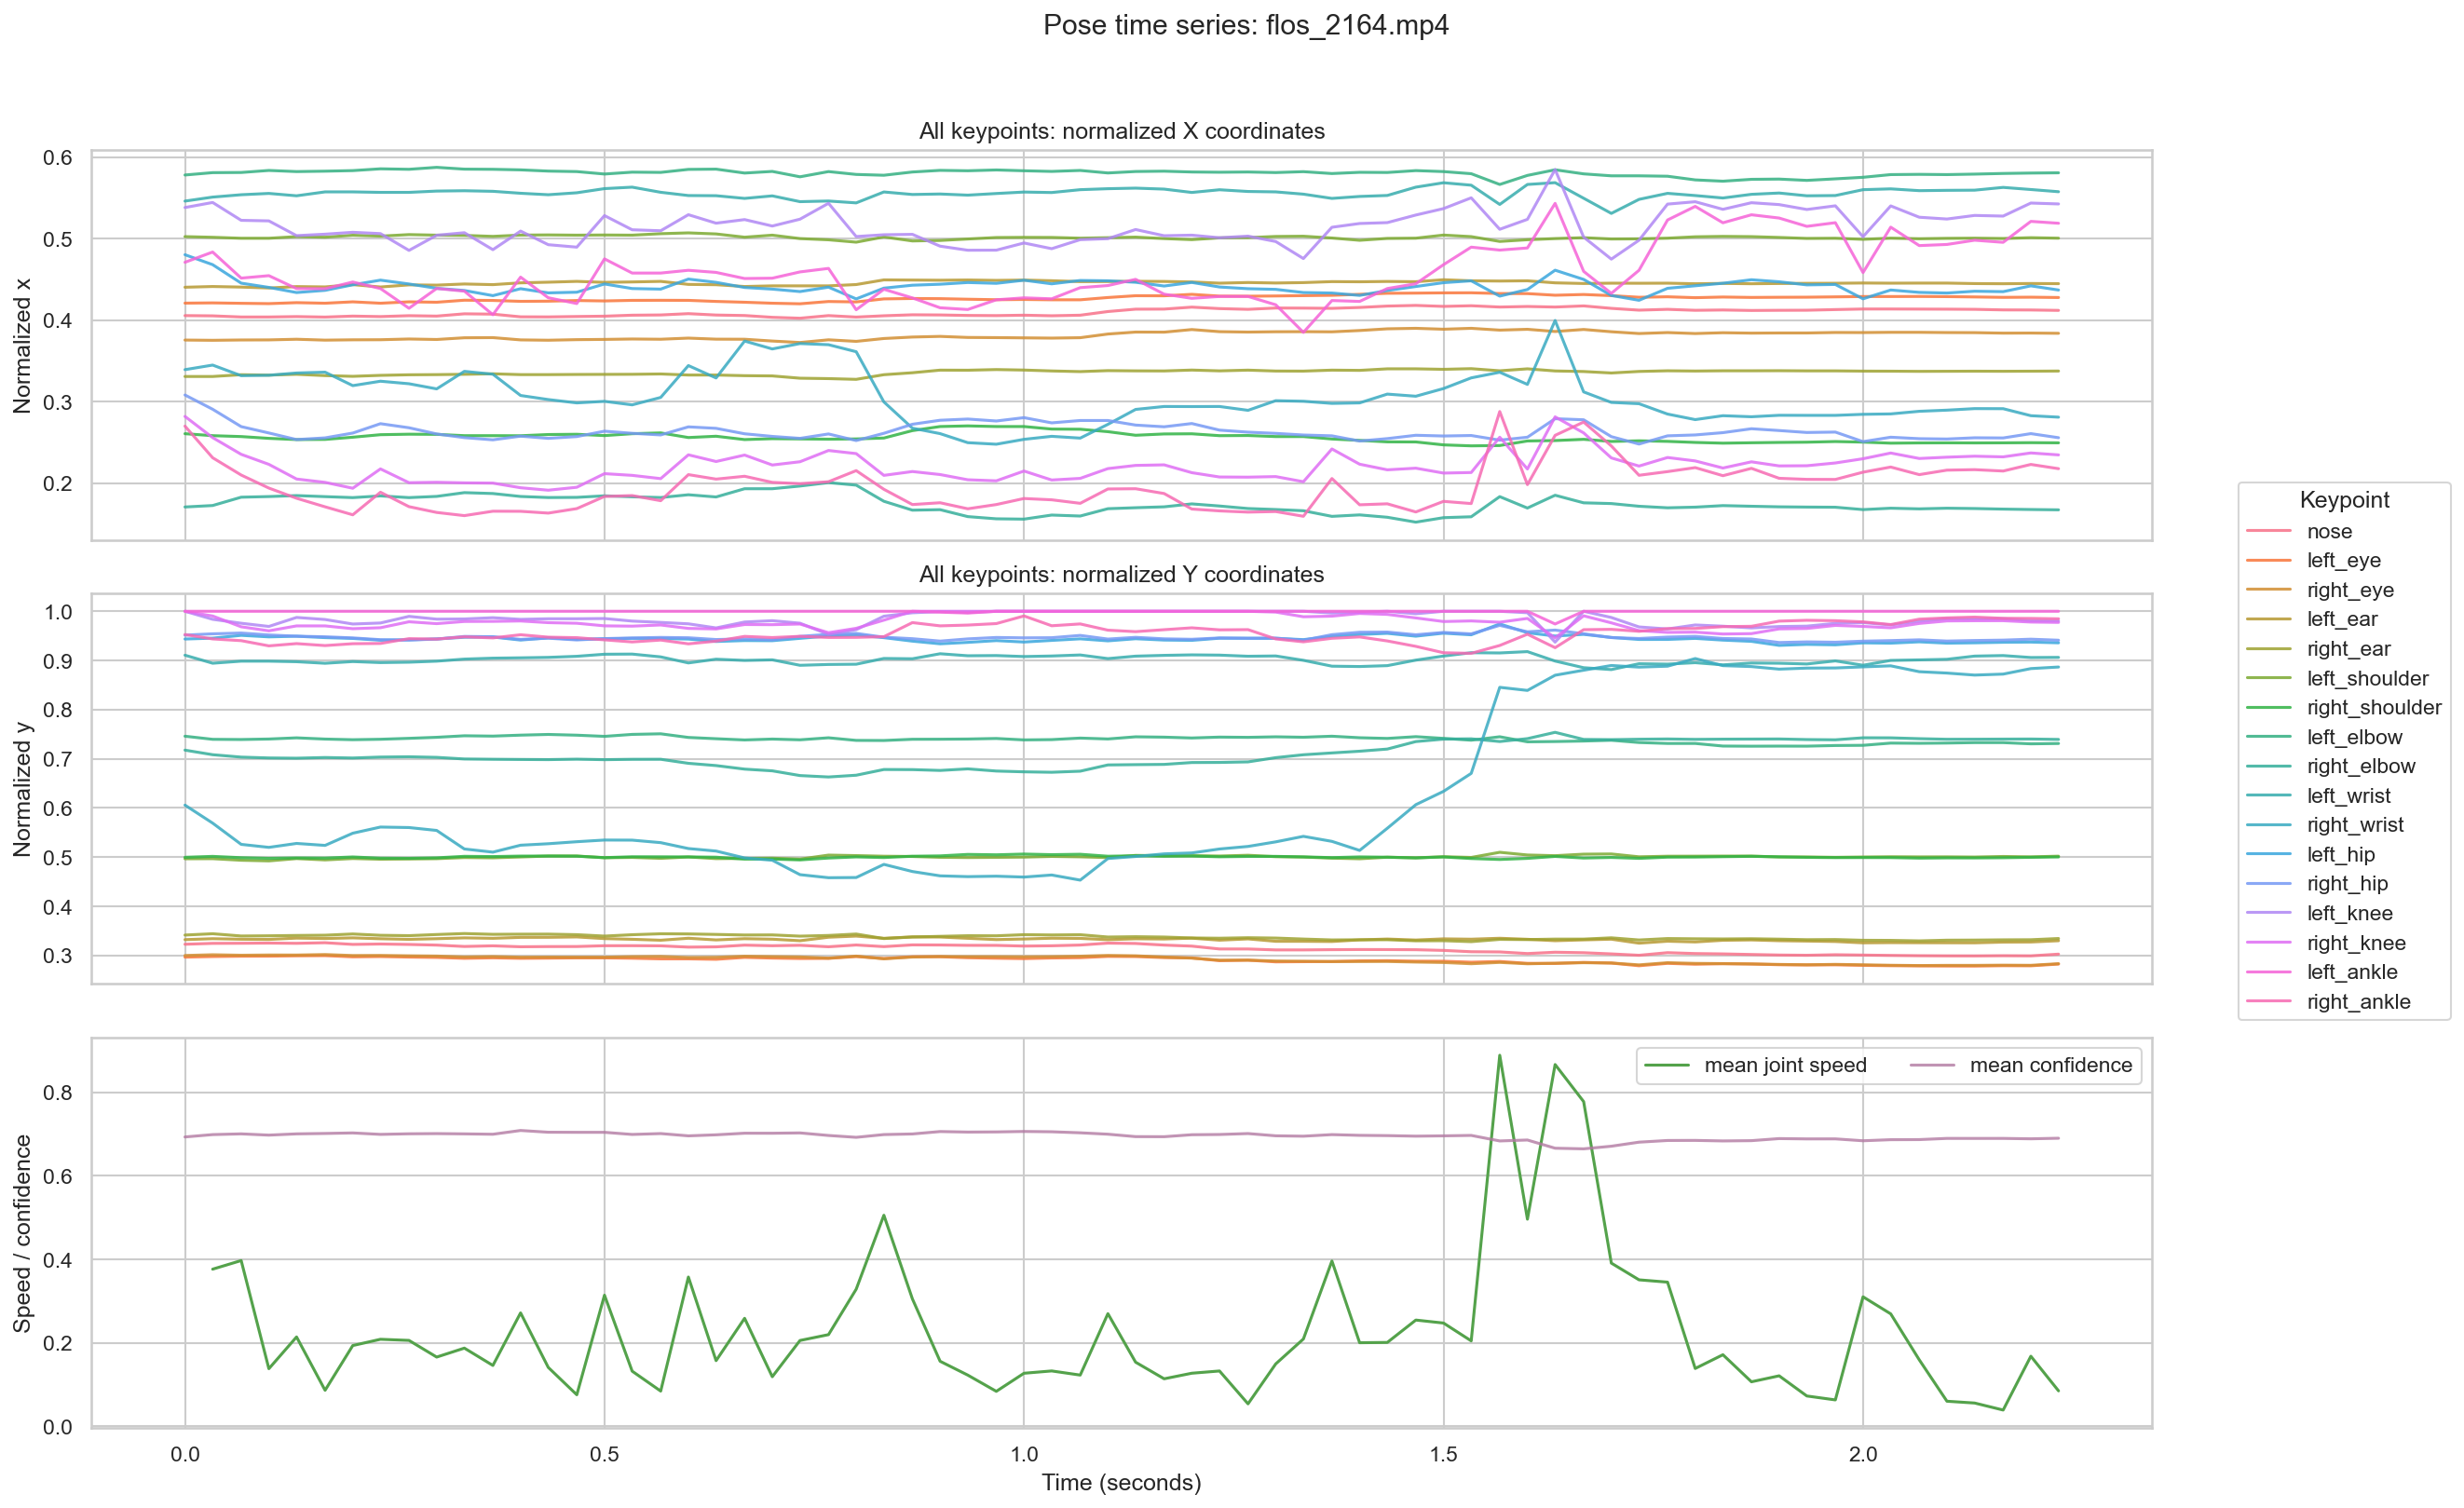 Pose time series: flos_2164.mp4
All keypoints: normalized X coordinates
Normalized x
0.6
0.5
0.4
0.3
0.2
All keypoints: normalized Y coordinates
Normalized y
1.0
0.9
0.8
0.7
0.6
0.5
0.4
0.3
Keypoint
nose
left_eye
right_eye
left_ear
right_ear
left_shoulder
right_shoulder
left_elbow
right_elbow
left_wrist
right_wrist
left_hip
right_hip
left_knee
right_knee
left_ankle
right_ankle
mean joint speed
mean confidence
Speed / confidence
0.8
0.6
0.4
0.2
0.0
0.0
0.5
1.0
1.5
2.0
Time (seconds)